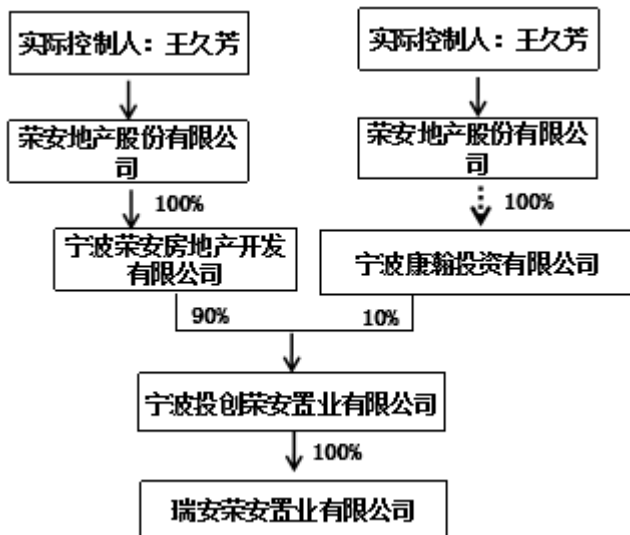 实际控制人：王久芳
实际控制人：王久芳
荣安地产股份有限公
司
荣安地产股份有限公
司
100%
100%
宁波荣安房地产开发
有限公司
宁波康瀚投资有限公司
90%
10%
宁波投创荣安置业有限公司
100%
瑞安荣安置业有限公司